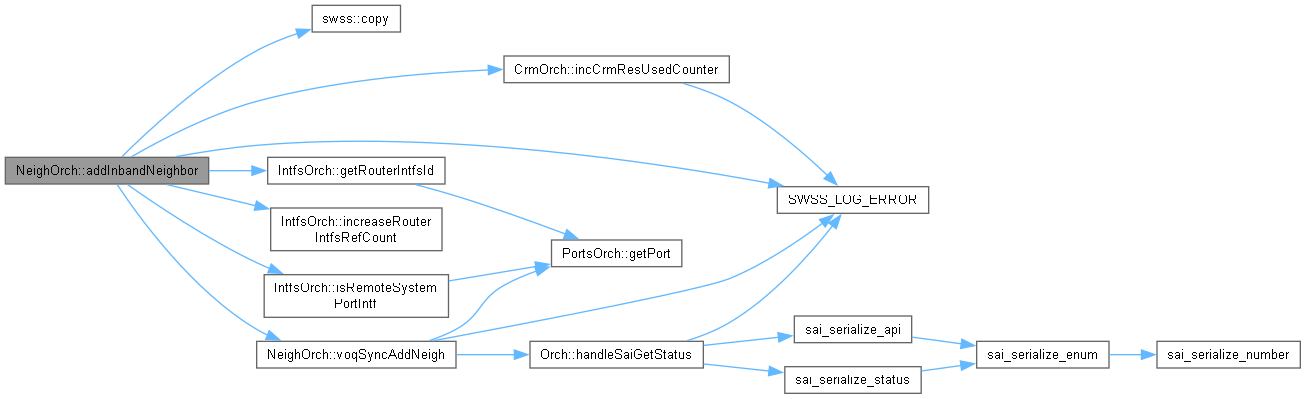 swss::copy
CrmOrch::incCrmResUsedCounter
NeighOrch::addInbandNeighbor
IntfsOrch::getRouterIntfsId
SWSS_LOG_ERROR
IntfsOrch::increaseRouter
IntfsRefCount
PortsOrch::getPort
IntfsOrch::isRemoteSystem
PortIntf
NeighOrch::voqSyncAddNeigh
Orch::handleSaiGetStatus
sai_serialize_api
sai_serialize_enum
sai_serialize_number
sai_serialize_status